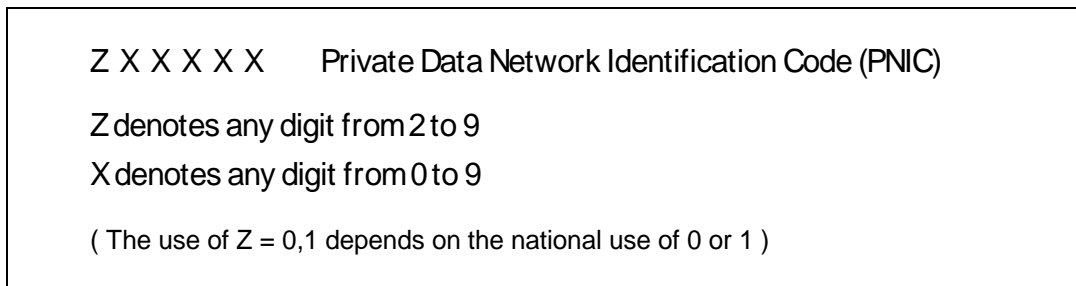 Z X X X X X Private Data Network Identification Code (PNIC)
Z denotes any digit from 2 to 9
X denotes any digit from 0 to 9
( The use of Z = 0,1 depends on the national use of 0 or 1 )